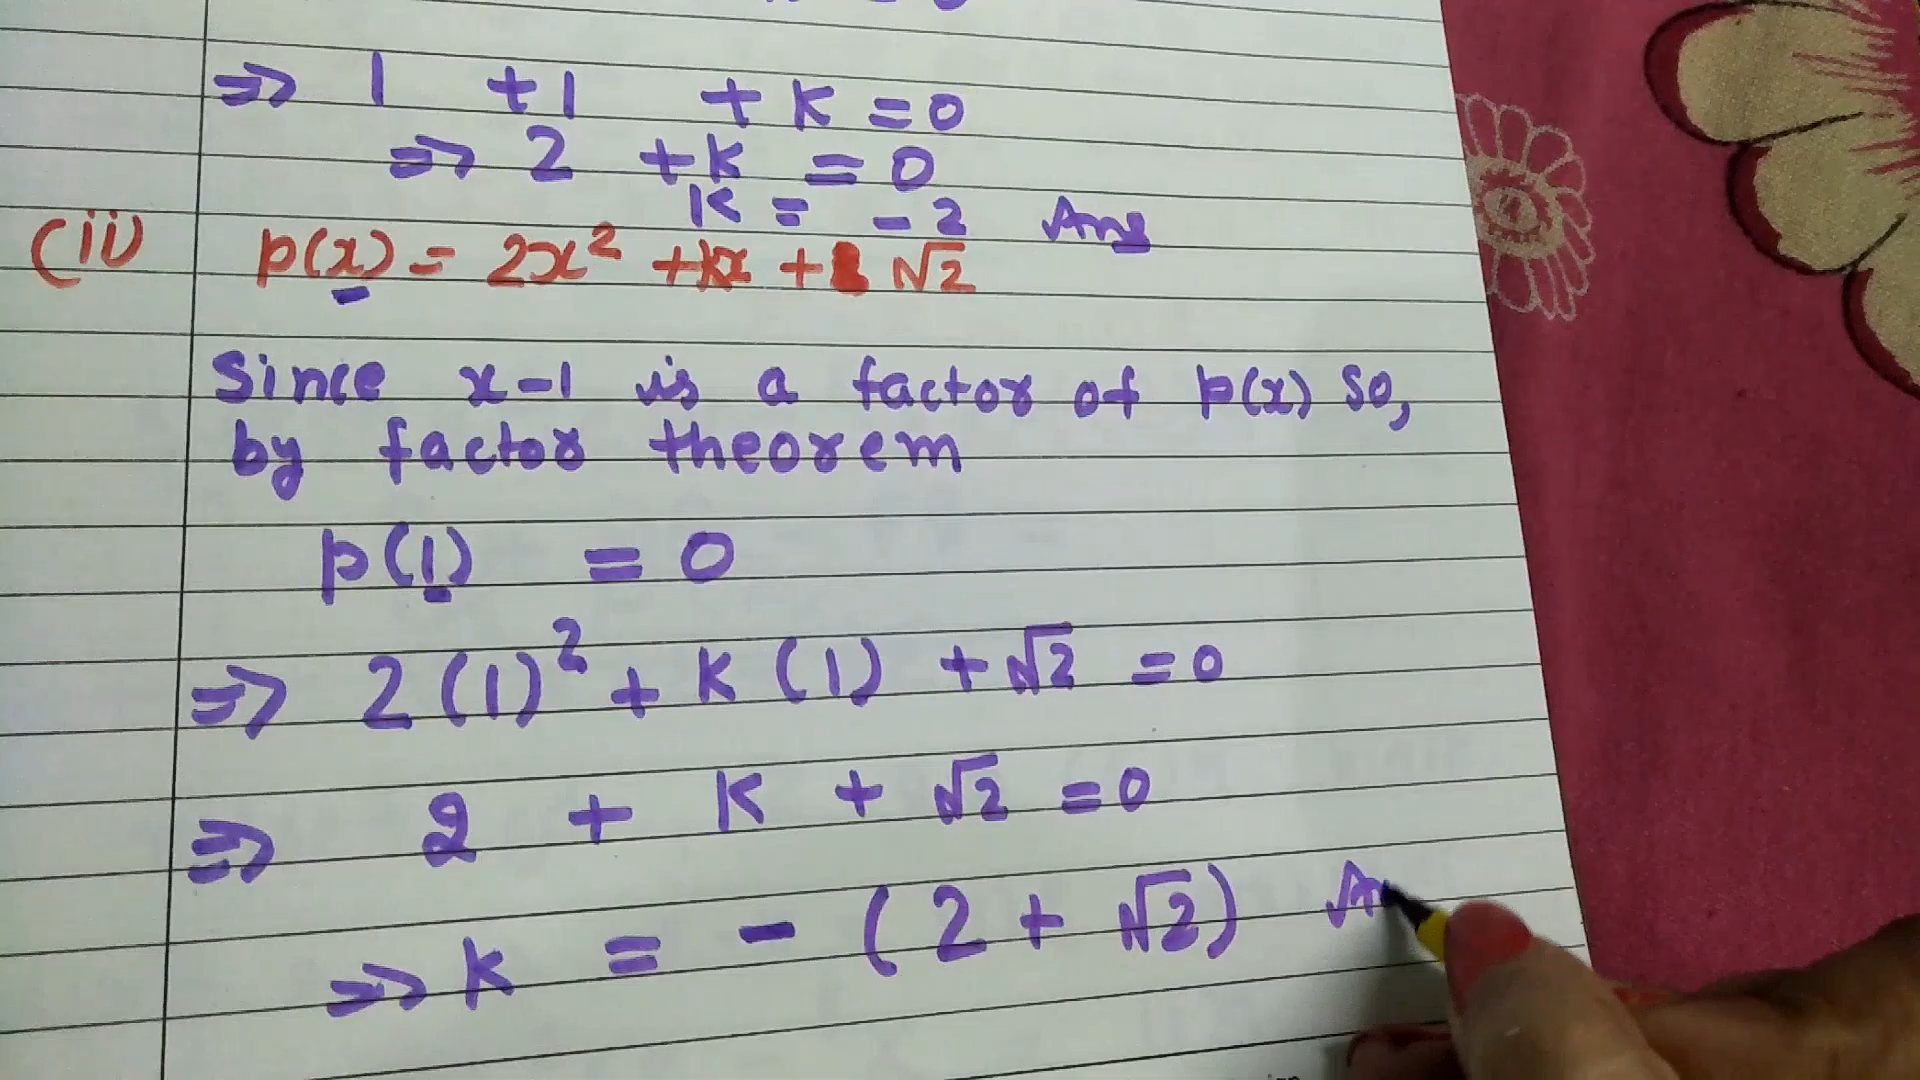 ⇒ 1 + 1 + K = 0
⇒ 2 + K = 0
K = - 2 Ans
(ii) p(x) = 2x² + kx + √2
Since x-1 is a factor of p(x) so,
by factor theorem
p(1) = 0
⇒ 2(1)² + K(1) + √2 = 0
⇒ 2 + K + √2 = 0
⇒ K = - (2 + √2) An